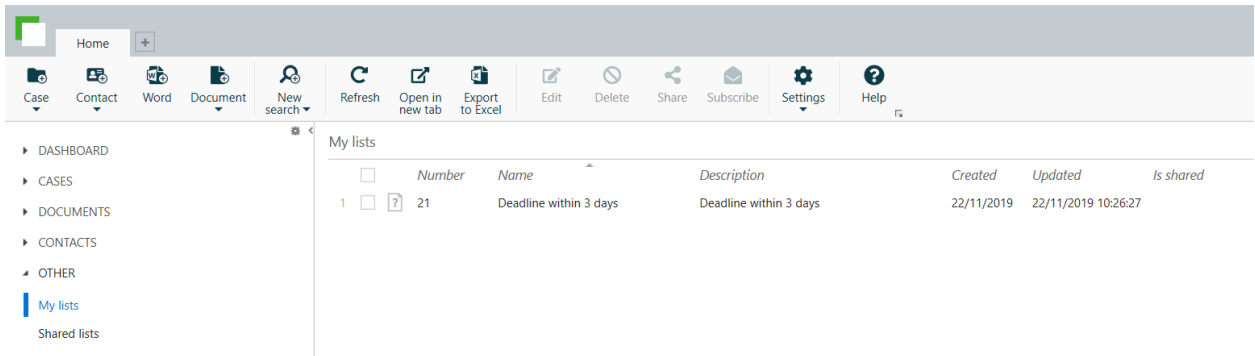 Home +
Case Contact Word Document New search Refresh Open in new tab Export to Excel Edit Delete Share Subscribe Settings Help
DASHBOARD
CASES
DOCUMENTS
CONTACTS
OTHER
My lists
Shared lists
My lists
Number Name Description Created Updated Is shared
1 ? 21 Deadline within 3 days Deadline within 3 days 22/11/2019 22/11/2019 10:26:27